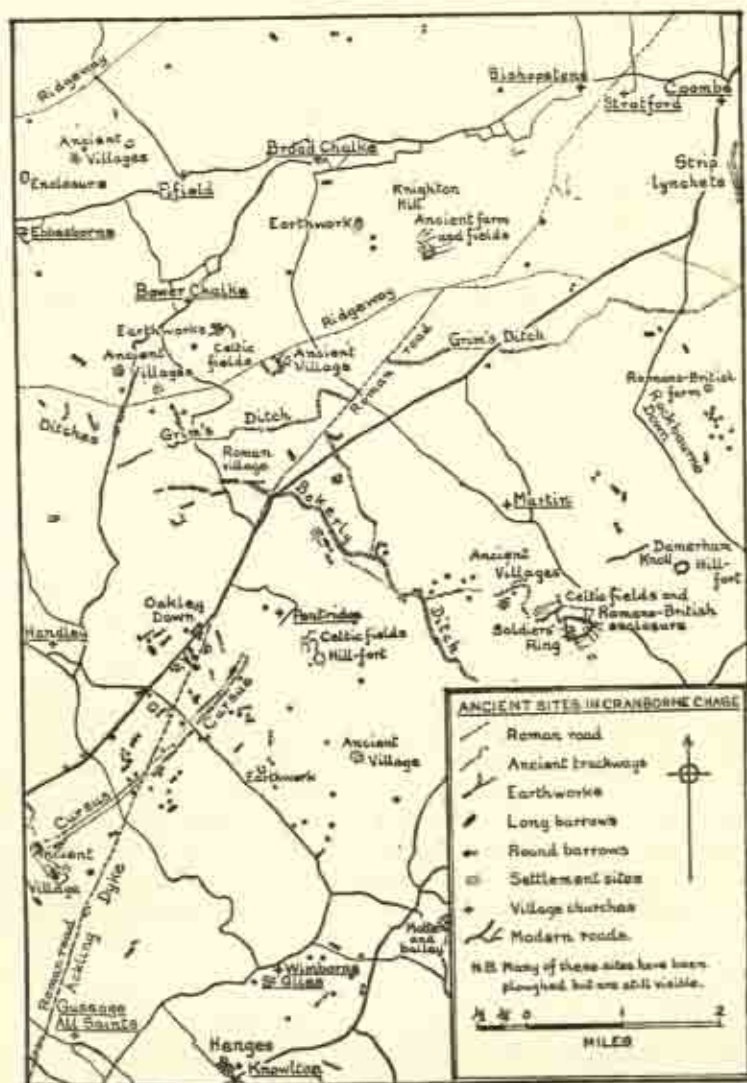 Ridgeway
Bishopstone
Stratford
Coombe
Ancient
Villages
Enclosure
Fifield
Broad Chalke
Strip
Lynchets
Knighton
Hill
Ebbesborne
Earthworks
Ancient farm
and fields
Bower Chalke
Ridgeway
Earthworks
Celtic
fields
Ancient
Village
Ancient
Villages
Roman road
Grim's Ditch
Romano-British
farm
Rockbourne
Down
Ditches
Grim's
Ditch
Roman
village
Bokerly
Ditch
Martin
Damerham
Knoll
Hill-
fort
Ancient
Villages
Celtic fields and
Romano-British
enclosure
Soldiers'
Ring
Oakley
Down
Handley
Pentridge
Celtic fields
Hill-fort
Cursus
Ancient
Village
Earthwork
Cursus
Ancient
Village
Roman road
Ackling
Dyke
Motte
and
bailey
Wimborne
St Giles
Gussage
All Saints
Henges
Knowlton
ANCIENT SITES IN CRANBORNE CHASE
Roman road
Ancient trackways
Earthworks
Long barrows
Round barrows
Settlement sites
Village churches
Modern roads.
N.B. Many of these sites have been
ploughed but are still visible.
0 1 2
MILES